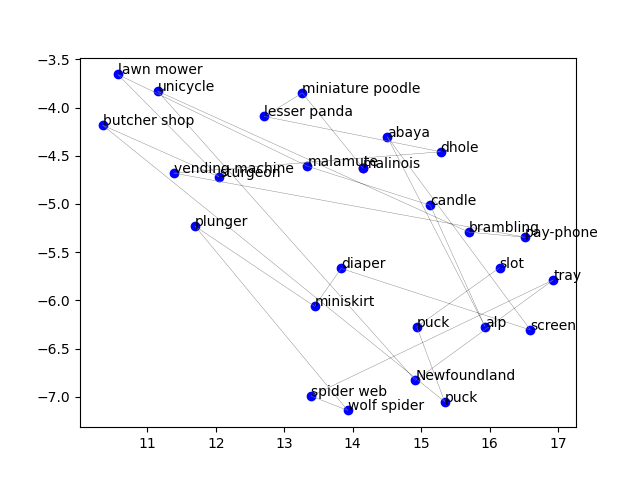 −3.5
lawn mower
unicycle
miniature poodle
−4.0
lesser panda
butcher shop
abaya
dhole
−4.5
vending machine
sturgeon
malamute
malinois
−5.0
candle
plunger
brambling
pay-phone
−5.5
diaper
slot
tray
−6.0
miniskirt
puck
alp
screen
−6.5
Newfoundland
spider web
−7.0
wolf spider
puck
11 12 13 14 15 16 17